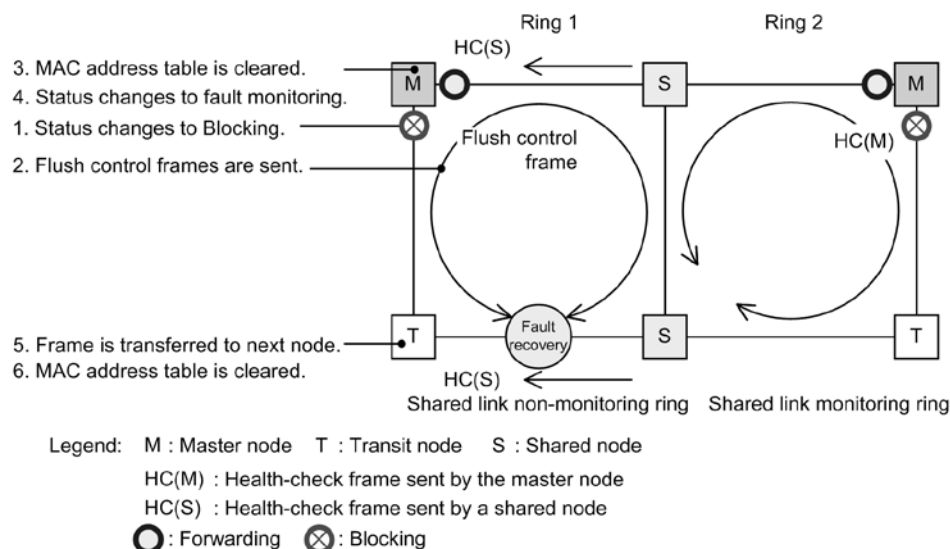 Ring 1
Ring 2
HC(S)
3. MAC address table is cleared.
M
S
M
4. Status changes to fault monitoring.
1. Status changes to Blocking.
Flush control
frame
HC(M)
2. Flush control frames are sent.
5. Frame is transferred to next node.
T
Fault
recovery
S
T
6. MAC address table is cleared.
HC(S)
Shared link non-monitoring ring
Shared link monitoring ring
Legend: M : Master node T : Transit node S : Shared node
HC(M) : Health-check frame sent by the master node
HC(S) : Health-check frame sent by a shared node
: Forwarding : Blocking